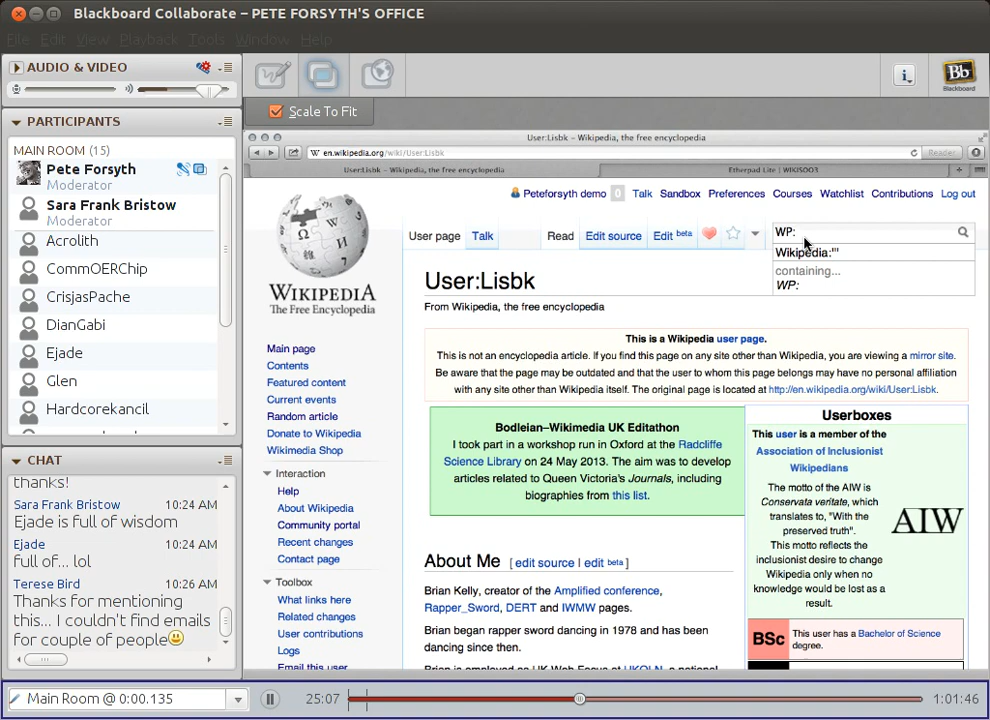 Blackboard Collaborate – PETE FORSYTH'S OFFICE
File Edit View Playback Tools Window Help
AUDIO & VIDEO
PARTICIPANTS
MAIN ROOM (15)
Pete Forsyth
Moderator
Sara Frank Bristow
Moderator
Acrolith
CommOERChip
CrisjasPache
DianGabi
Ejade
Glen
Hardcorekancil
CHAT
thanks!
Sara Frank Bristow 10:24 AM
Ejade is full of wisdom
Ejade 10:24 AM
full of... lol
Terese Bird 10:26 AM
Thanks for mentioning
this... I couldn't find emails
for couple of people
Main Room @ 0:00.135
25:07
1:01:46
Scale To Fit
i
Bb
Blackboard
User:Lisbk – Wikipedia, the free encyclopedia
W en.wikipedia.org/wiki/User:Lisbk
Reader
User:Lisbk – Wikipedia, the free encyclopedia
Etherpad Lite | WIKISOO3
Peteforsyth demo 0 Talk Sandbox Preferences Courses Watchlist Contributions Log out
User page Talk Read Edit source Edit beta
WP:
Wikipedia:"'
containing...
WP:
WIKIPEDIA
The Free Encyclopedia
Main page
Contents
Featured content
Current events
Random article
Donate to Wikipedia
Wikimedia Shop
Interaction
Help
About Wikipedia
Community portal
Recent changes
Contact page
Toolbox
What links here
Related changes
User contributions
Logs
Email this user
User:Lisbk
From Wikipedia, the free encyclopedia
This is a Wikipedia user page.
This is not an encyclopedia article. If you find this page on any site other than Wikipedia, you are viewing a mirror site.
Be aware that the page may be outdated and that the user to whom this page belongs may have no personal affiliation
with any site other than Wikipedia itself. The original page is located at http://en.wikipedia.org/wiki/User:Lisbk.
Bodleian–Wikimedia UK Editathon
I took part in a workshop run in Oxford at the Radcliffe
Science Library on 24 May 2013. The aim was to develop
articles related to Queen Victoria's Journals, including
biographies from this list.
About Me [ edit source | edit beta ]
Brian Kelly, creator of the Amplified conference,
Rapper_Sword, DERT and IWMW pages.
Brian began rapper sword dancing in 1978 and has been
dancing since then.
Brian is employed as UK Web Focus at UKOLN, a national
Userboxes
This user is a member of the
Association of Inclusionist
Wikipedians
The motto of the AIW is
Conservata veritate, which
translates to, "With the
preserved truth".
This motto reflects the
inclusionist desire to change
Wikipedia only when no
knowledge would be lost as a
result.
AIW
BSc
This user has a Bachelor of Science
degree.